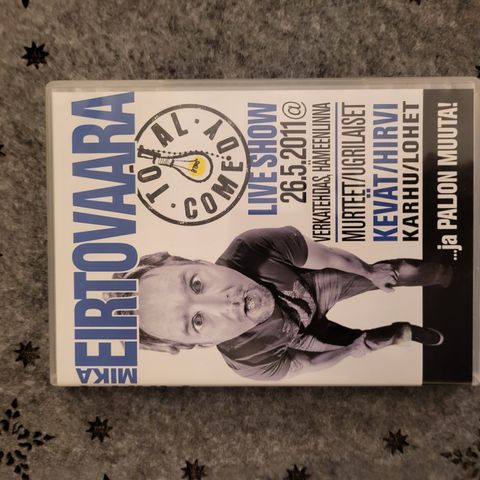 MIKA
EIRTOVAARA
· TOTAL ·
COMEDY
LIVE SHOW
26.5.2011 @
VERKATEHDAS, HÄMEENLINNA
MURTEET/UGRILAISET
KEVÄT/HIRVI
KARHU/LOHET
...ja PALJON MUUTA!